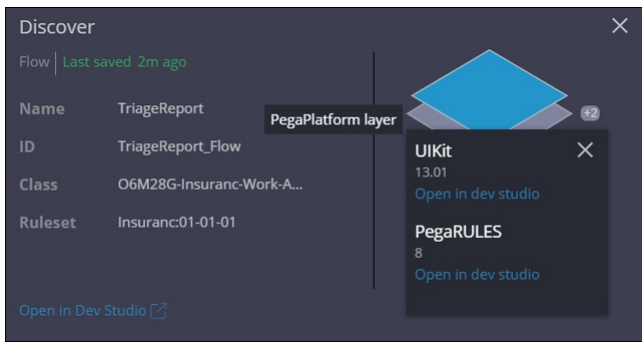 Discover
Flow Last saved 2m ago
Name TriageReport
ID TriageReport_Flow
Class O6M28G-Insuranc-Work-A...
Ruleset Insuranc:01-01-01
Open in Dev Studio
PegaPlatform layer
+2
UIKit
13.01
Open in dev studio
PegaRULES
8
Open in dev studio